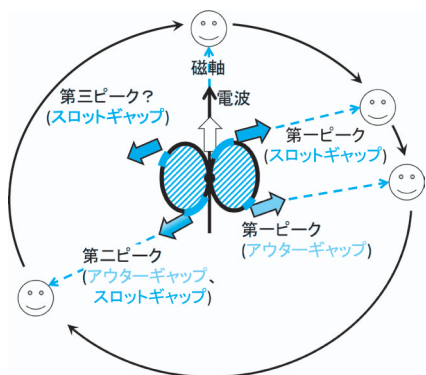 磁軸
電波
第三ピーク？
(スロットギャップ)
第一ピーク
(スロットギャップ)
第一ピーク
(アウターギャップ)
第二ピーク
(アウターギャップ、
スロットギャップ)